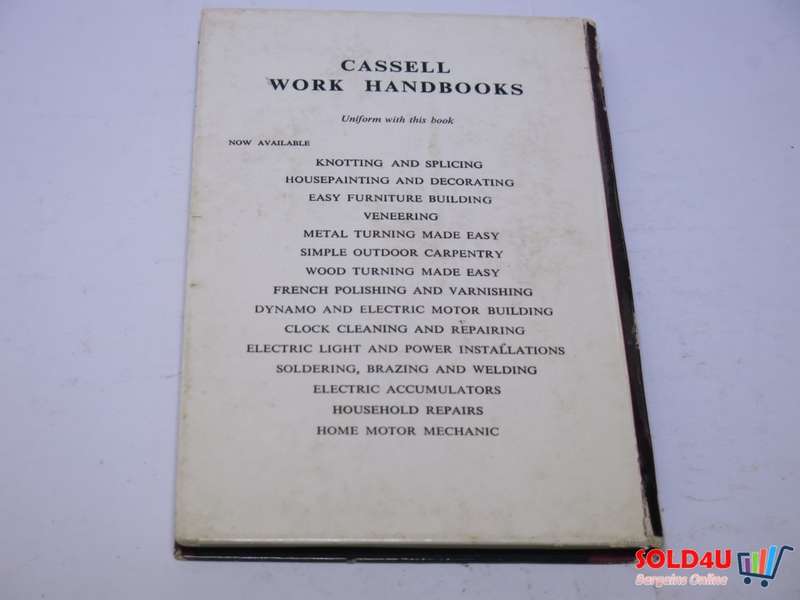 CASSELL
WORK HANDBOOKS
Uniform with this book
NOW AVAILABLE
KNOTTING AND SPLICING
HOUSEPAINTING AND DECORATING
EASY FURNITURE BUILDING
VENEERING
METAL TURNING MADE EASY
SIMPLE OUTDOOR CARPENTRY
WOOD TURNING MADE EASY
FRENCH POLISHING AND VARNISHING
DYNAMO AND ELECTRIC MOTOR BUILDING
CLOCK CLEANING AND REPAIRING
ELECTRIC LIGHT AND POWER INSTALLATIONS
SOLDERING, BRAZING AND WELDING
ELECTRIC ACCUMULATORS
HOUSEHOLD REPAIRS
HOME MOTOR MECHANIC
SOLD4U
Bargains Online